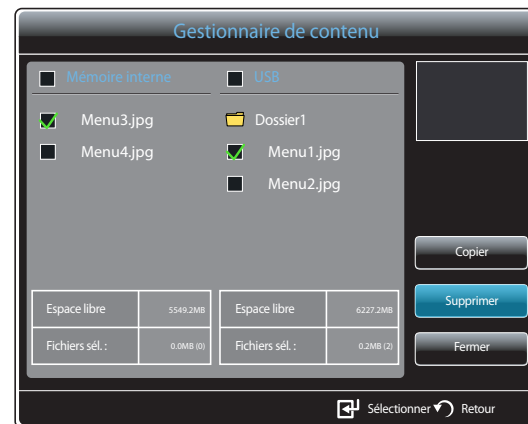 Gestionnaire de contenu
Mémoire interne
USB
Menu3.jpg
Dossier1
Menu4.jpg
Menu1.jpg
Menu2.jpg
Copier
Espace libre 5549.2MB
Espace libre 6227.2MB
Supprimer
Fichiers sél. : 0.0MB (0)
Fichiers sél. : 0.2MB (2)
Fermer
Sélectionner Retour